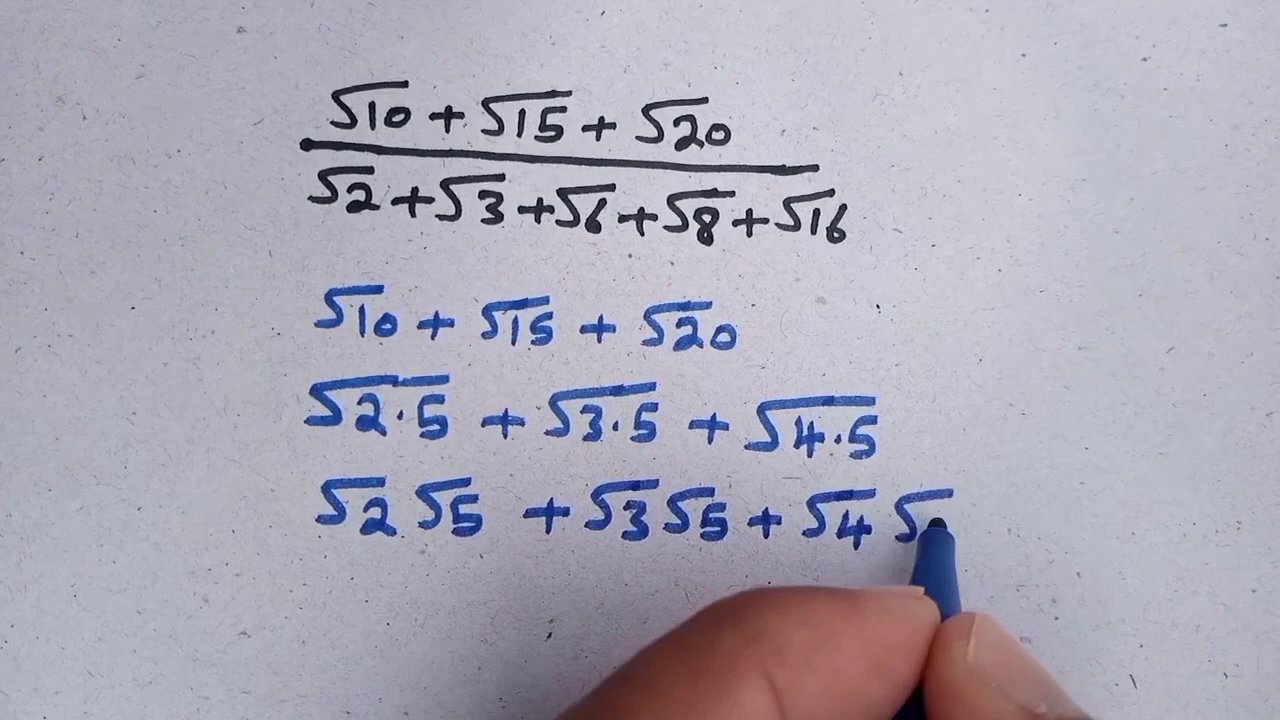 √10 + √15 + √20
√2 + √3 + √6 + √8 + √16
√10 + √15 + √20
√2·5 + √3·5 + √4·5
√2 √5 + √3 √5 + √4 √